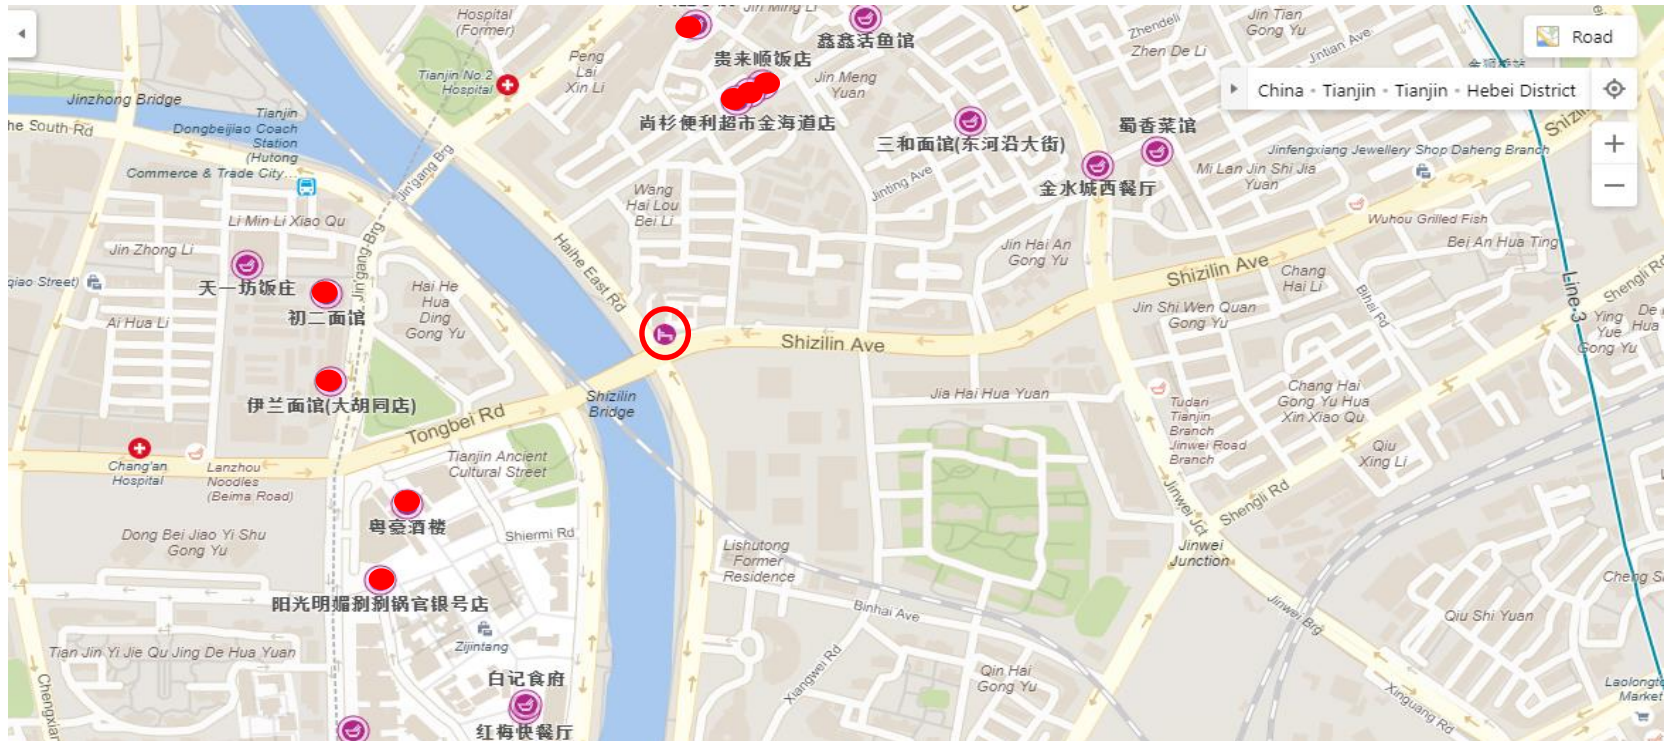 Hospital
(Former)
Jin Ming Li
鑫鑫活鱼馆
Zhendeli
Zhen De Li
Jin Tian
Gong Yu
Jintian Ave
Road
贵来顺饭店
Peng
Lai
Xin Li
Tianjin No 2
Hospital
Jin Meng
Yuan
China • Tianjin • Tianjin • Hebei District
Jinzhong Bridge
Tianjin
Dongbeijiao Coach
Station
(Hutong
Commerce & Trade City...
he South Rd
尚杉便利超市金海道店
三和面馆(东河沿大街)
蜀香菜馆
金水城西餐厅
Jinfengxiang Jewellery Shop Daheng Branch
Mi Lan Jin Shi Jia
Yuan
Jin'gang Brg
Wang
Hai Lou
Bei Li
Jinting Ave
Li Min Li Xiao Qu
Wuhou Grilled Fish
Bei An Hua Ting
Jin Zhong Li
Jin'gang-Brg
Haihe East Rd
Jin Hai An
Gong Yu
Shizilin Ave
Chang
Hai Li
Line-3
Shengli Rd
qiao Street)
天一坊饭庄
初二面馆
Hai He
Hua
Ding
Gong Yu
Ai Hua Li
Jin Shi Wen Quan
Gong Yu
Bihai Rd
Ying
Yue
Gong Yu
De
Hua
Shizilin Ave
伊兰面馆(大胡同店)
Shizilin
Bridge
Jia Hai Hua Yuan
Tudari
Tianjin
Branch
Jinwei Road
Branch
Chang Hai
Gong Yu Hua
Xin Xiao Qu
Tongbei Rd
Qiu
Xing Li
Chang'an
Hospital
Lanzhou
Noodles
(Beima Road)
Tianjin Ancient
Cultural Street
Shengli Rd
Jinwei Jct
粤豪酒楼
Shiermi Rd
Dong Bei Jiao Yi Shu
Gong Yu
Lishutong
Former
Residence
Jinwei
Junction
阳光明媚涮涮锅官银号店
Binhai Ave
Jinwei Brg
Qiu Shi Yuan
Zijintang
Tian Jin Yi Jie Qu Jing De Hua Yuan
Xiangwei Rd
Qin Hai
Gong Yu
白记食府
红梅快餐厅
Xinguang Rd
Market